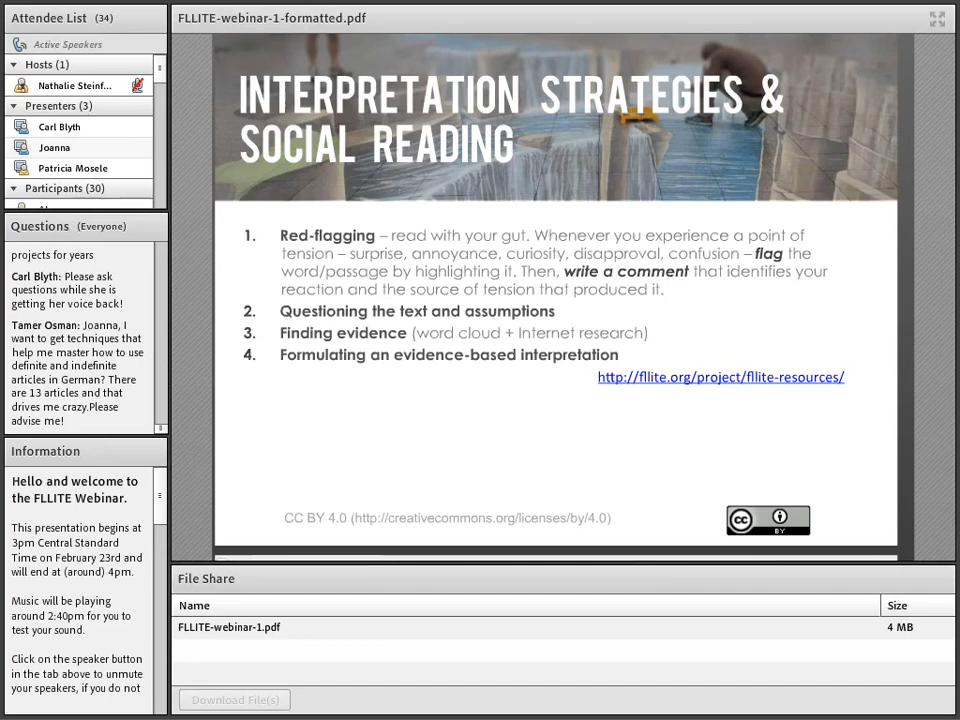 Attendee List (34)
Active Speakers
Hosts (1)
Nathalie Steinf...
Presenters (3)
Carl Blyth
Joanna
Patricia Mosele
Participants (30)
Questions (Everyone)
projects for years
Carl Blyth: Please ask
questions while she is
getting her voice back!
Tamer Osman: Joanna, I
want to get techniques that
help me master how to use
definite and indefinite
articles in German? There
are 13 articles and that
drives me crazy.Please
advise me!
Information
Hello and welcome to
the FLLITE Webinar.
This presentation begins at
3pm Central Standard
Time on February 23rd and
will end at (around) 4pm.
Music will be playing
around 2:40pm for you to
test your sound.
Click on the speaker button
in the tab above to unmute
your speakers, if you do not
FLLITE-webinar-1-formatted.pdf
INTERPRETATION STRATEGIES &
SOCIAL READING
1. Red-flagging – read with your gut. Whenever you experience a point of
tension – surprise, annoyance, curiosity, disapproval, confusion – flag the
word/passage by highlighting it. Then, write a comment that identifies your
reaction and the source of tension that produced it.
2. Questioning the text and assumptions
3. Finding evidence (word cloud + Internet research)
4. Formulating an evidence-based interpretation
http://fllite.org/project/fllite-resources/
CC BY 4.0 (http://creativecommons.org/licenses/by/4.0)
cc
BY
File Share
Name Size
FLLITE-webinar-1.pdf 4 MB
Download File(s)